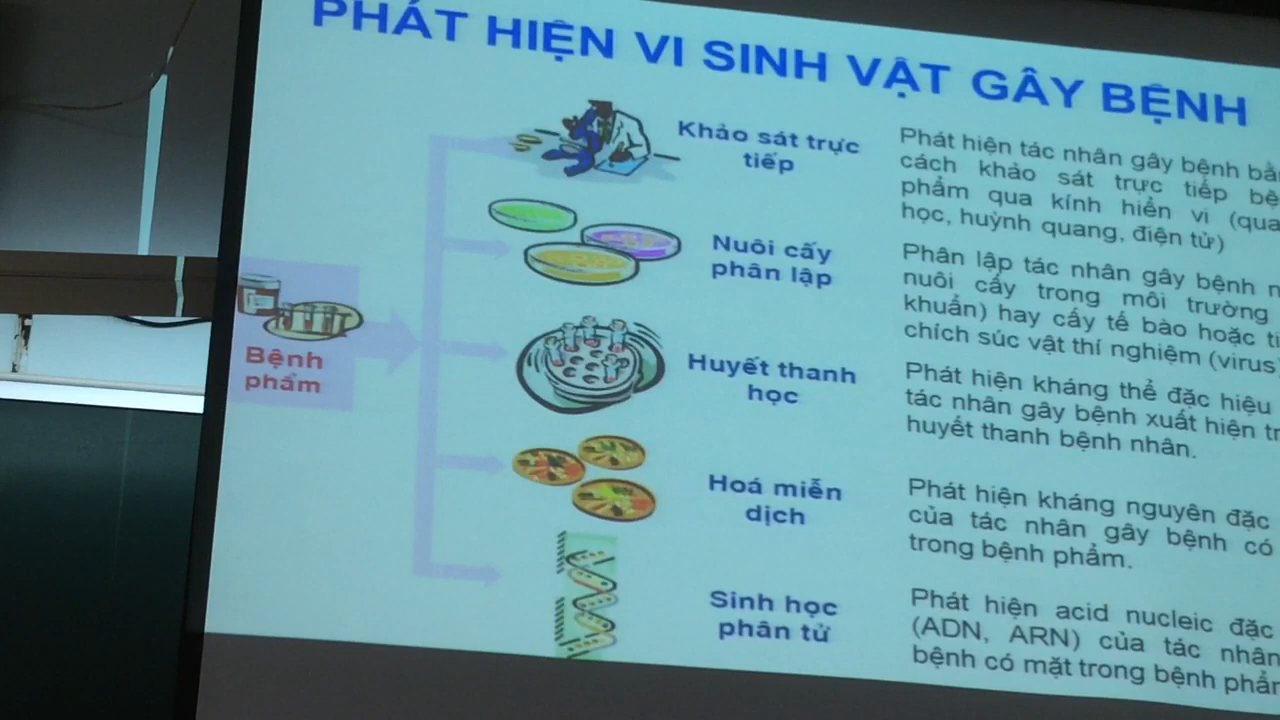 PHÁT HIỆN VI SINH VẬT GÂY BỆNH
Bệnh
phẩm
Khảo sát trực
tiếp
Phát hiện tác nhân gây bệnh
cách khảo sát trực tiếp
phẩm qua kính hiển vi
học, huỳnh quang, điện tử)
Nuôi cấy
phân lập
Phân lập tác nhân gây bệnh
nuôi cấy trong môi trường
khuẩn) hay cấy tế bào hoặc
chích súc vật thí nghiệm (virus)
Huyết thanh
học
Phát hiện kháng thể đặc hiệu
tác nhân gây bệnh xuất hiện
huyết thanh bệnh nhân.
Hoá miễn
dịch
Phát hiện kháng nguyên đặc
của tác nhân gây bệnh có
trong bệnh phẩm.
Sinh học
phân tử
Phát hiện acid nucleic đặc
(ADN, ARN) của tác nhân
bệnh có mặt trong bệnh